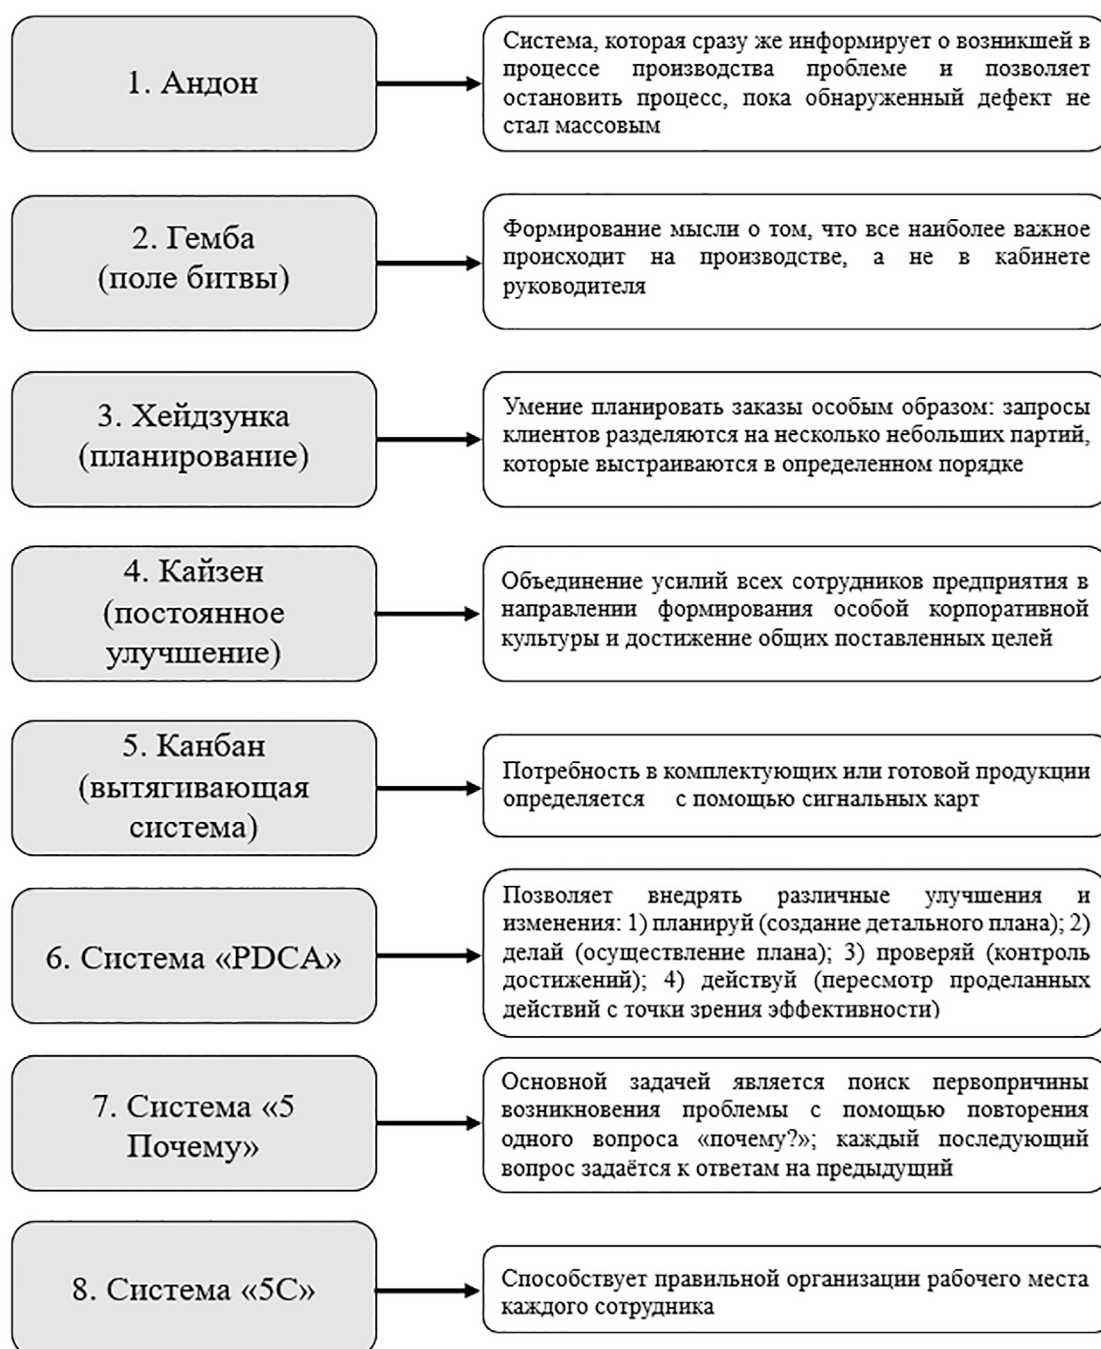 1. Андон
Система, которая сразу же информирует о возникшей в
процессе производства проблеме и позволяет
остановить процесс, пока обнаруженный дефект не
стал массовым
2. Гемба
(поле битвы)
Формирование мысли о том, что все наиболее важное
происходит на производстве, а не в кабинете
руководителя
3. Хейдзунка
(планирование)
Умение планировать заказы особым образом: запросы
клиентов разделяются на несколько небольших партий,
которые выстраиваются в определенном порядке
4. Кайзен
(постоянное
улучшение)
Объединение усилий всех сотрудников предприятия в
направлении формирования особой корпоративной
культуры и достижение общих поставленных целей
5. Канбан
(вытягивающая
система)
Потребность в комплектующих или готовой продукции
определяется с помощью сигнальных карт
6. Система «PDCA»
Позволяет внедрять различные улучшения и
изменения: 1) планируй (создание детального плана); 2)
делай (осуществление плана); 3) проверяй (контроль
достижений); 4) действуй (пересмотр проделанных
действий с точки зрения эффективности)
7. Система «5
Почему»
Основной задачей является поиск первопричины
возникновения проблемы с помощью повторения
одного вопроса «почему?»; каждый последующий
вопрос задаётся к ответам на предыдущий
8. Система «5С»
Способствует правильной организации рабочего места
каждого сотрудника